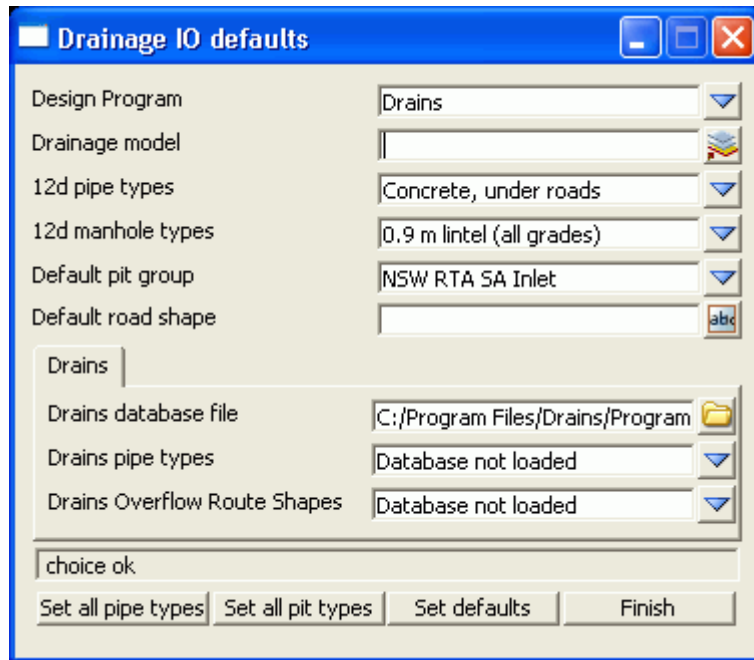 Drainage IO defaults
Design Program Drains
Drainage model
12d pipe types Concrete, under roads
12d manhole types 0.9 m lintel (all grades)
Default pit group NSW RTA SA Inlet
Default road shape abc
Drains
Drains database file C:/Program Files/Drains/Program
Drains pipe types Database not loaded
Drains Overflow Route Shapes Database not loaded
choice ok
Set all pipe types Set all pit types Set defaults Finish